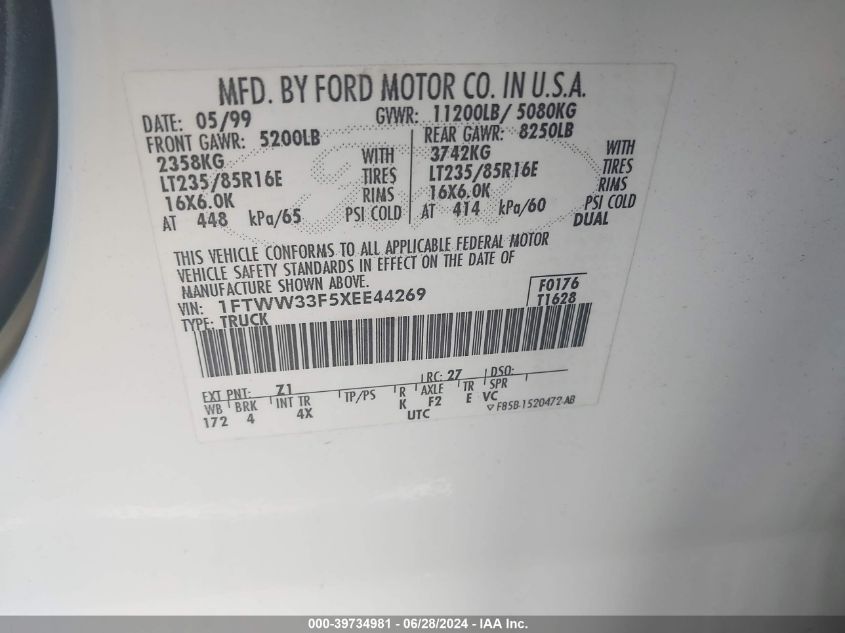 MFD. BY FORD MOTOR CO. IN U.S.A.
DATE: 05/99 GVWR: 11200LB/ 5080KG
FRONT GAWR: 5200LB REAR GAWR: 8250LB
2358KG WITH 3742KG WITH
LT235/85R16E TIRES LT235/85R16E TIRES
16X6.0K RIMS 16X6.0K RIMS
AT 448 kPa/65 PSI COLD AT 414 kPa/60 PSI COLD
DUAL
THIS VEHICLE CONFORMS TO ALL APPLICABLE FEDERAL MOTOR
VEHICLE SAFETY STANDARDS IN EFFECT ON THE DATE OF
MANUFACTURE SHOWN ABOVE.
VIN: 1FTWW33F5XEE44269 F0176
TYPE: TRUCK T1628
EXT PNT: Z1 RC: 27 DSO:
WB BRK INT TR TP/PS R AXLE TR SPR
172 4 4X K F2 E VC
UTC ▽ F85B-1520472-AB
000-39734981 / 06/28/2024 - IAA Inc.